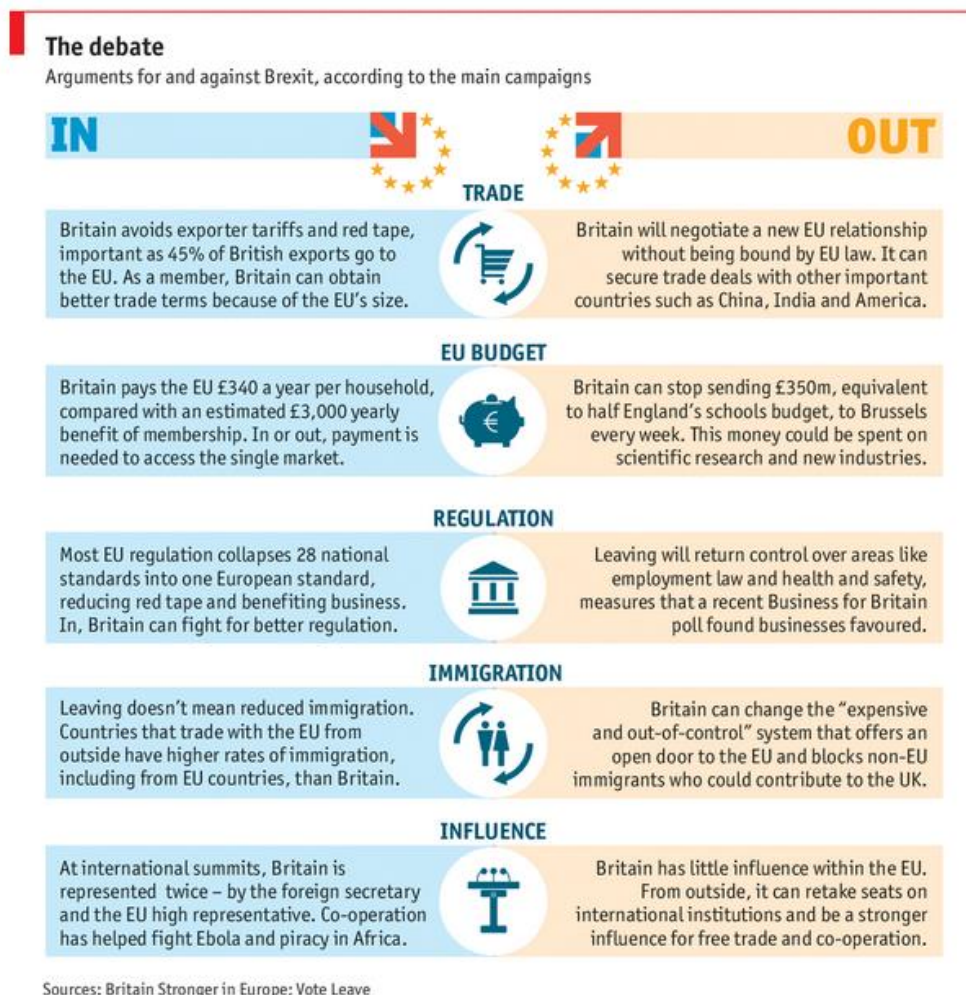 The debate
Arguments for and against Brexit, according to the main campaigns
IN
OUT
TRADE
Britain avoids exporter tariffs and red tape,
important as 45% of British exports go to
the EU. As a member, Britain can obtain
better trade terms because of the EU's size.
Britain will negotiate a new EU relationship
without being bound by EU law. It can
secure trade deals with other important
countries such as China, India and America.
EU BUDGET
Britain pays the EU £340 a year per household,
compared with an estimated £3,000 yearly
benefit of membership. In or out, payment is
needed to access the single market.
€
Britain can stop sending £350m, equivalent
to half England's schools budget, to Brussels
every week. This money could be spent on
scientific research and new industries.
REGULATION
Most EU regulation collapses 28 national
standards into one European standard,
reducing red tape and benefiting business.
In, Britain can fight for better regulation.
Leaving will return control over areas like
employment law and health and safety,
measures that a recent Business for Britain
poll found businesses favoured.
IMMIGRATION
Leaving doesn't mean reduced immigration.
Countries that trade with the EU from
outside have higher rates of immigration,
including from EU countries, than Britain.
Britain can change the "expensive
and out-of-control" system that offers an
open door to the EU and blocks non-EU
immigrants who could contribute to the UK.
INFLUENCE
At international summits, Britain is
represented twice – by the foreign secretary
and the EU high representative. Co-operation
has helped fight Ebola and piracy in Africa.
Britain has little influence within the EU.
From outside, it can retake seats on
international institutions and be a stronger
influence for free trade and co-operation.
Sources: Britain Stronger in Europe; Vote Leave